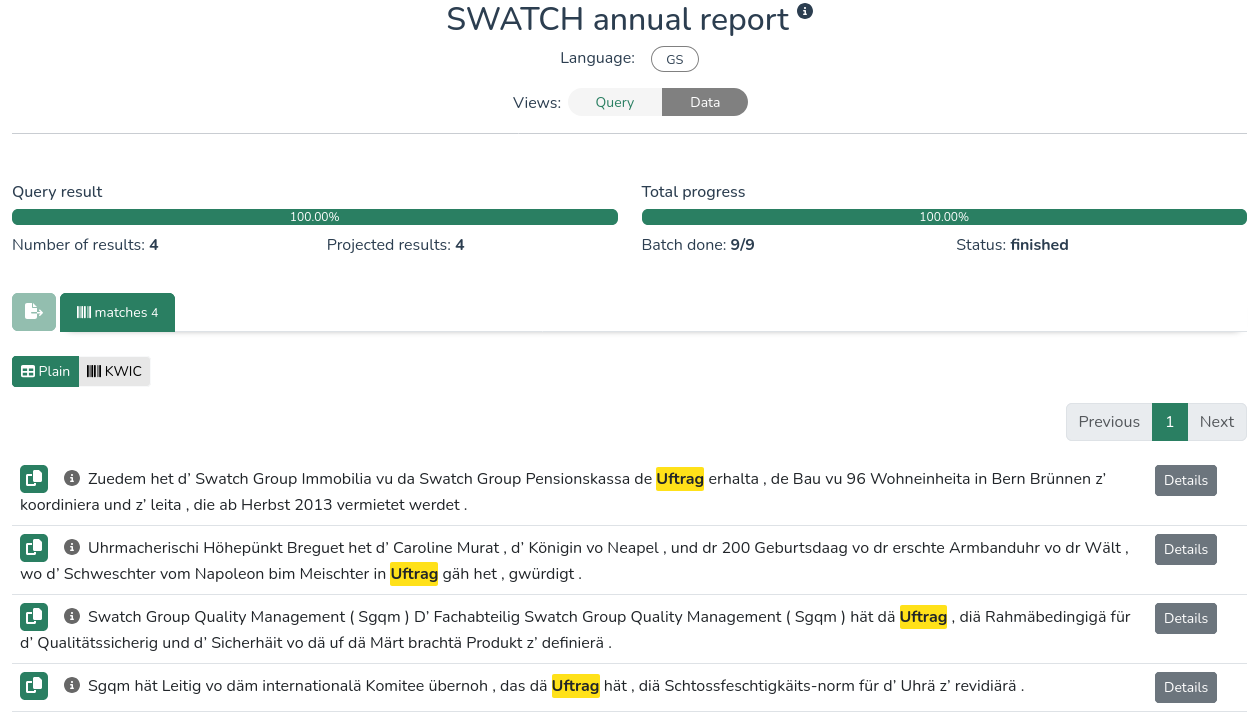 SWATCH annual report
Language: GS
Views: Query Data
Query result
100.00%
Number of results: 4 Projected results: 4
Total progress
100.00%
Batch done: 9/9 Status: finished
matches 4
Plain KWIC
Previous 1 Next
Zuedem het d’ Swatch Group Immobilia vu da Swatch Group Pensionskassa de Uftrag erhalta , de Bau vu 96 Wohneinheita in Bern Brünnen z’
koordiniera und z’ leita , die ab Herbst 2013 vermietet werdet .
Details
Uhrmacherischi Höhepünkt Breguet het d’ Caroline Murat , d’ Königin vo Neapel , und dr 200 Geburtsdaag vo dr erschte Armbanduhr vo dr Wält ,
wo d’ Schweschter vom Napoleon bim Meischter in Uftrag gäh het , gwürdigt .
Details
Swatch Group Quality Management ( Sgqm ) D’ Fachabteilig Swatch Group Quality Management ( Sgqm ) hät dä Uftrag , diä Rahmäbedingigä für
d’ Qualitätssicherig und d’ Sicherhäit vo dä uf dä Märt brachtä Produkt z’ definierä .
Details
Sgqm hät Leitig vo däm internationalä Komitee übernoh , das dä Uftrag hät , diä Schtossfeschtigkäits-norm für d’ Uhrä z’ revidiärä .
Details